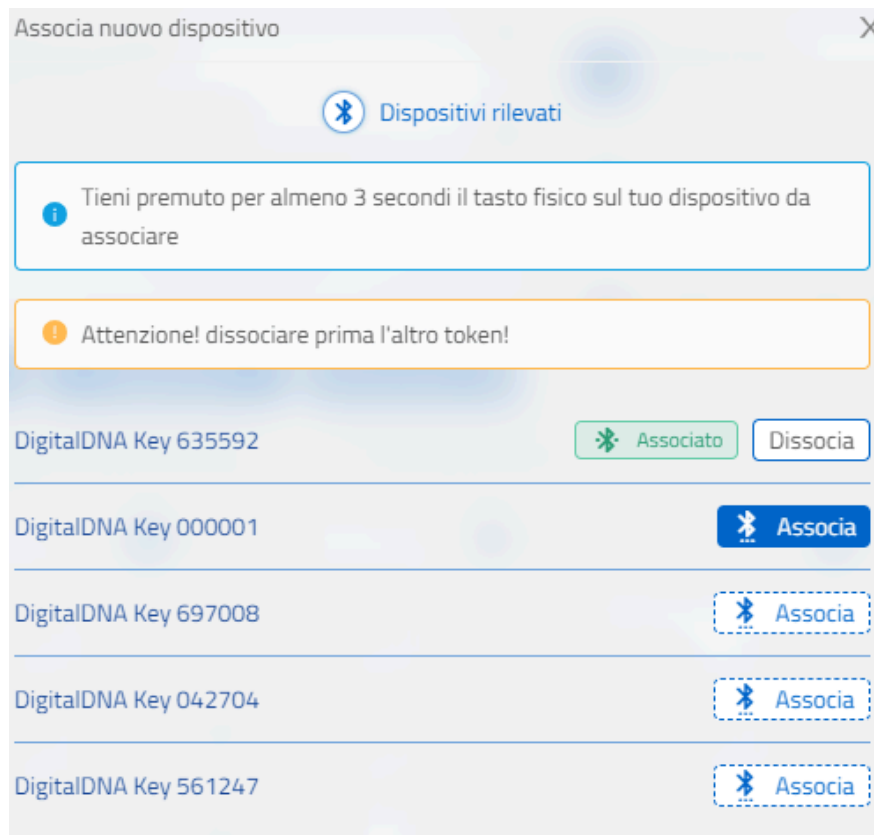 Associa nuovo dispositivo
Dispositivi rilevati
Tieni premuto per almeno 3 secondi il tasto fisico sul tuo dispositivo da
associare
Attenzione! dissociare prima l'altro token!
DigitalDNA Key 635592 Associato Dissocia
DigitalDNA Key 000001 Associa
DigitalDNA Key 697008 Associa
DigitalDNA Key 042704 Associa
DigitalDNA Key 561247 Associa